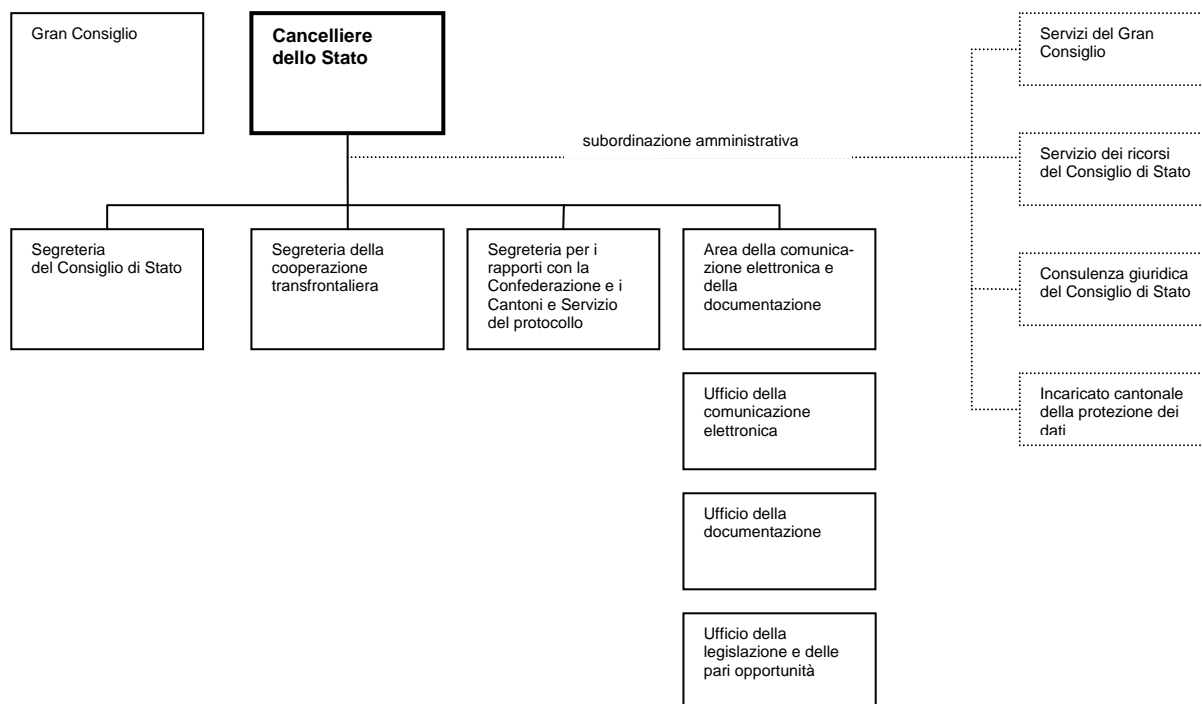 Gran Consiglio
Cancelliere
dello Stato
Servizi del Gran
Consiglio
subordinazione amministrativa
Servizio dei ricorsi
del Consiglio di Stato
Segreteria
del Consiglio di Stato
Segreteria della
cooperazione
transfrontaliera
Segreteria per i
rapporti con la
Confederazione e i
Cantoni e Servizio
del protocollo
Area della comunica-
zione elettronica e
della
documentazione
Consulenza giuridica
del Consiglio di Stato
Ufficio della
comunicazione
elettronica
Incaricato cantonale
della protezione dei
dati
Ufficio della
documentazione
Ufficio della
legislazione e delle
pari opportunità